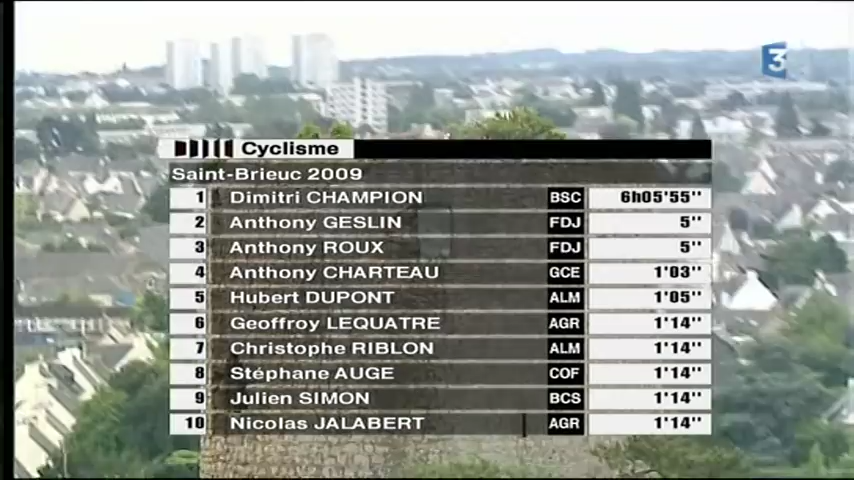 3
Cyclisme
Saint-Brieuc 2009
1 Dimitri CHAMPION BSC 6h05'55"
2 Anthony GESLIN FDJ 5"
3 Anthony ROUX FDJ 5"
4 Anthony CHARTEAU GCE 1'03"
5 Hubert DUPONT ALM 1'05"
6 Geoffroy LEQUATRE AGR 1'14"
7 Christophe RIBLON ALM 1'14"
8 Stéphane AUGE COF 1'14"
9 Julien SIMON BCS 1'14"
10 Nicolas JALABERT AGR 1'14"